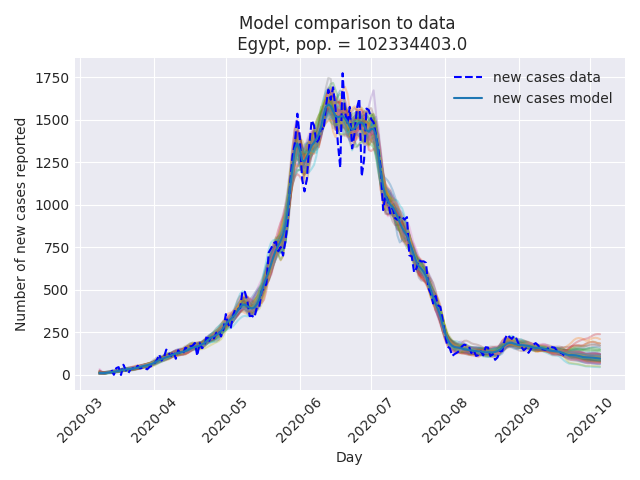 Model comparison to data
Egypt, pop. = 102334403.0
new cases data
new cases model
Number of new cases reported
1750
1500
1250
1000
750
500
250
0
2020-03
2020-04
2020-05
2020-06
2020-07
2020-08
2020-09
2020-10
Day